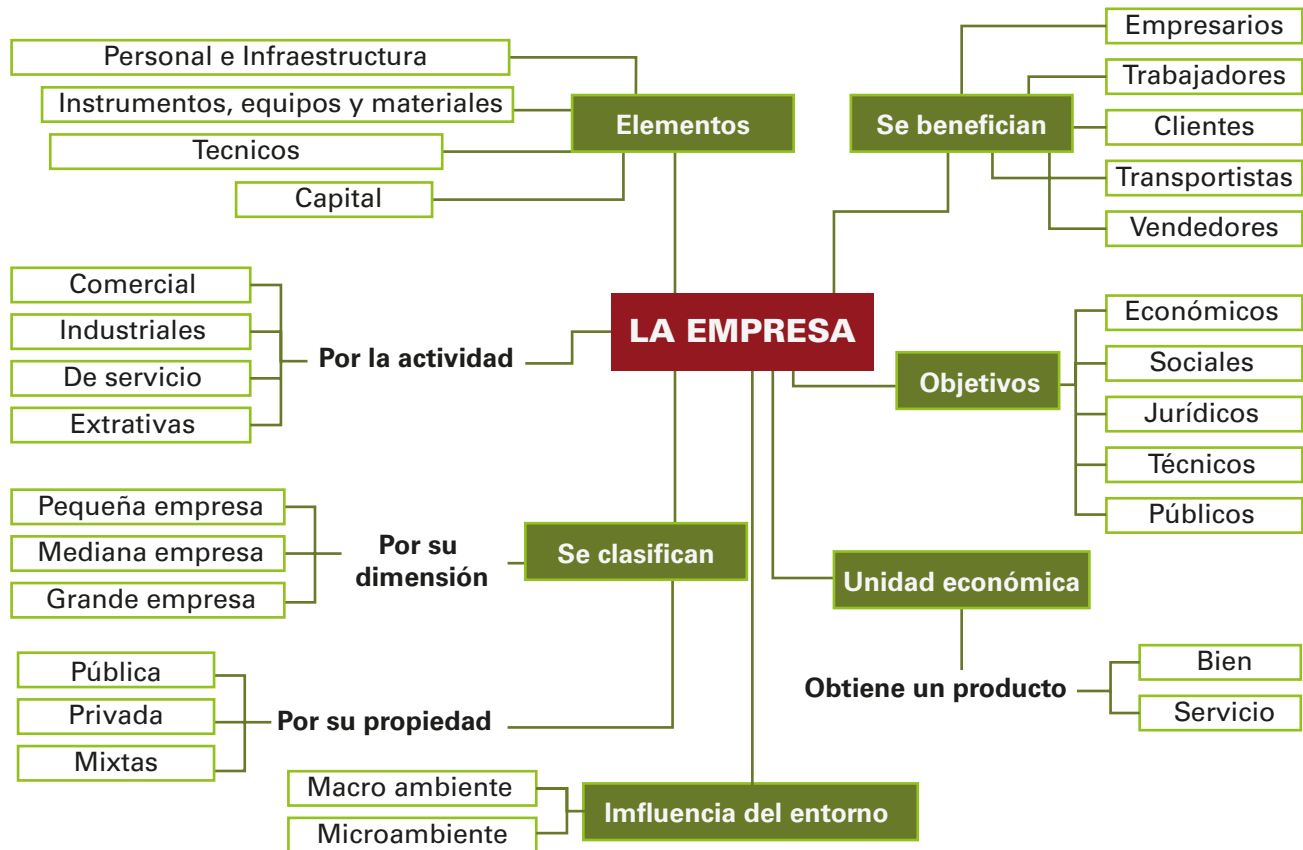 Personal e Infraestructura
Instrumentos, equipos y materiales
Tecnicos
Capital
Elementos
Se benefician
Empresarios
Trabajadores
Clientes
Transportistas
Vendedores
LA EMPRESA
Comercial
Industriales
De servicio
Extrativas
Por la actividad
Objetivos
Económicos
Sociales
Jurídicos
Técnicos
Públicos
Pequeña empresa
Mediana empresa
Grande empresa
Por su
dimensión
Se clasifican
Unidad económica
Obtiene un producto
Bien
Servicio
Pública
Privada
Mixtas
Por su propiedad
Macro ambiente
Microambiente
Imfluencia del entorno